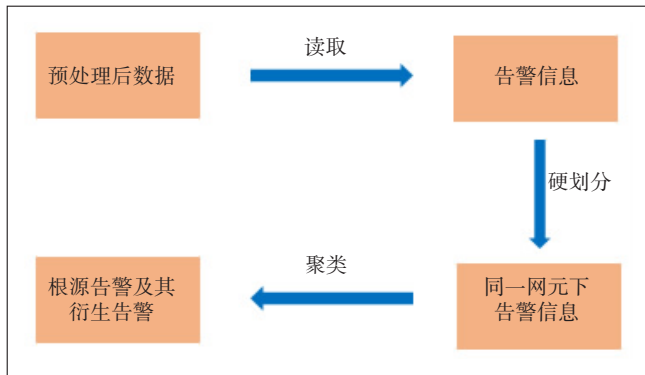 预处理后数据
读取
告警信息
硬划分
同一网元下
告警信息
聚类
根源告警及其
衍生告警